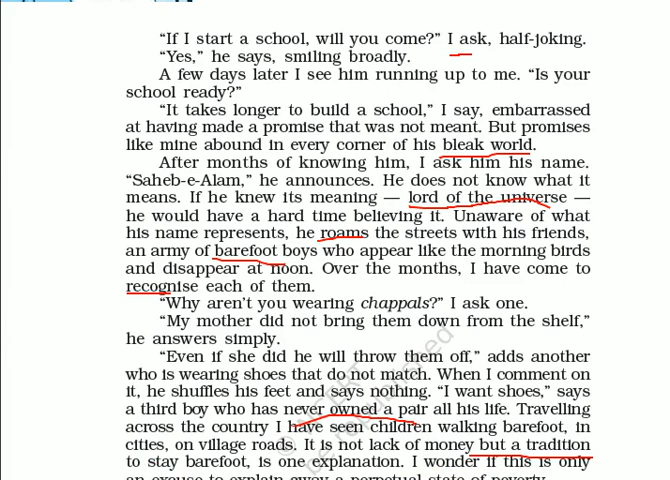 “If I start a school, will you come?” I ask, half-joking.
“Yes,” he says, smiling broadly.
A few days later I see him running up to me. “Is your
school ready?”
“It takes longer to build a school,” I say, embarrassed
at having made a promise that was not meant. But promises
like mine abound in every corner of his bleak world.
After months of knowing him, I ask him his name.
“Saheb-e-Alam,” he announces. He does not know what it
means. If he knew its meaning — lord of the universe —
he would have a hard time believing it. Unaware of what
his name represents, he roams the streets with his friends,
an army of barefoot boys who appear like the morning birds
and disappear at noon. Over the months, I have come to
recognise each of them.
“Why aren't you wearing chappals?” I ask one.
“My mother did not bring them down from the shelf,”
he answers simply.
“Even if she did he will throw them off,” adds another
who is wearing shoes that do not match. When I comment on
it, he shuffles his feet and says nothing. “I want shoes,” says
a third boy who has never owned a pair all his life. Travelling
across the country I have seen children walking barefoot, in
cities, on village roads. It is not lack of money but a tradition
to stay barefoot, is one explanation. I wonder if this is only
an excuse to explain away a perpetual state of poverty.